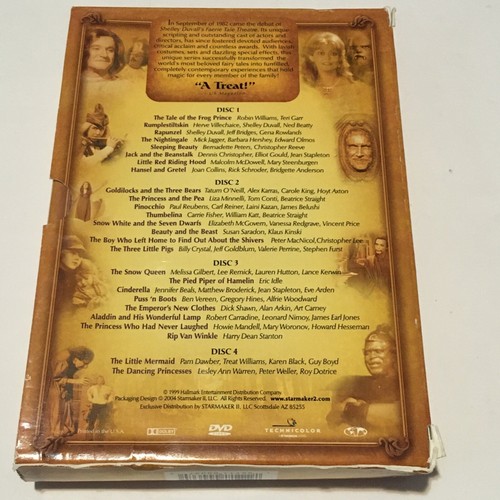 In September of 1982 came the debut of
Shelley Duvall's Faerie Tale Theatre. Its unique
scripting and outstanding cast of actors and
directors, has since fostered devoted audiences,
critical acclaim and countless awards. With lavish
costumes, sets and dazzling special effects, this
unique series successfully transformed the
world's most beloved fairy tales into fulfilled,
completely contemporary experiences that hold
magic for every member of the family!
"A Treat!"
DISC 1
The Tale of the Frog Prince Robin Williams, Teri Garr
Rumplestiltskin Herve Villechaize, Shelley Duvall, Ned Beatty
Rapunzel Shelley Duvall, Jeff Bridges, Gena Rowlands
The Nightingale Mick Jagger, Barbara Hershey, Edward Olmos
Sleeping Beauty Bernadette Peters, Christopher Reeve
Jack and the Beanstalk Dennis Christopher, Elliot Gould, Jean Stapleton
Little Red Riding Hood Malcolm McDowell, Mary Steenburgen
Hansel and Gretel Joan Collins, Rick Schroder, Bridgette Anderson
DISC 2
Goldilocks and the Three Bears Tatum O'Neill, Alex Karras, Carole King, Hoyt Axton
The Princess and the Pea Liza Minnelli, Tom Conti, Beatrice Straight
Pinocchio Paul Reubens, Carl Reiner, Lainie Kazan, James Belushi
Thumbelina Carrie Fisher, William Katt, Beatrice Straight
Snow White and the Seven Dwarfs Elizabeth McGovern, Vanessa Redgrave, Vincent Price
Beauty and the Beast Susan Saradon, Klaus Kinski
The Boy Who Left Home to Find Out About the Shivers Peter MacNicol, Christopher Lee
The Three Little Pigs Billy Crystal, Jeff Goldblum, Valerie Perrine, Stephen Furst
DISC 3
The Snow Queen Melissa Gilbert, Lee Remick, Lauren Hutton, Lance Kerwin
The Pied Piper of Hamelin Eric Idle
Cinderella Jennifer Beals, Matthew Broderick, Jean Stapleton, Eve Arden
Puss 'n Boots Ben Vereen, Gregory Hines, Alfrie Woodard
The Emperor's New Clothes Dick Shawn, Alan Arkin, Art Carney
Aladdin and His Wonderful Lamp Robert Carradine, Leonard Nimoy, James Earl Jones
The Princess Who Had Never Laughed Howie Mandell, Mary Woronov, Howard Hesseman
Rip Van Winkle Harry Dean Stanton
DISC 4
The Little Mermaid Pam Dawber, Treat Williams, Karen Black, Guy Boyd
The Dancing Princesses Lesley Ann Warren, Peter Weller, Roy Dotrice
© 1999 Hallmark Entertainment Distribution Company
Packaging Design © 2004 Starmaker II, LLC. All Rights Reserved. www.starmaker2.com
Exclusive Distribution by STARMAKER II, LLC Scottsdale AZ 85255
Printed in the U.S.A.
DOLBY
DVD
TECHNICOLOR